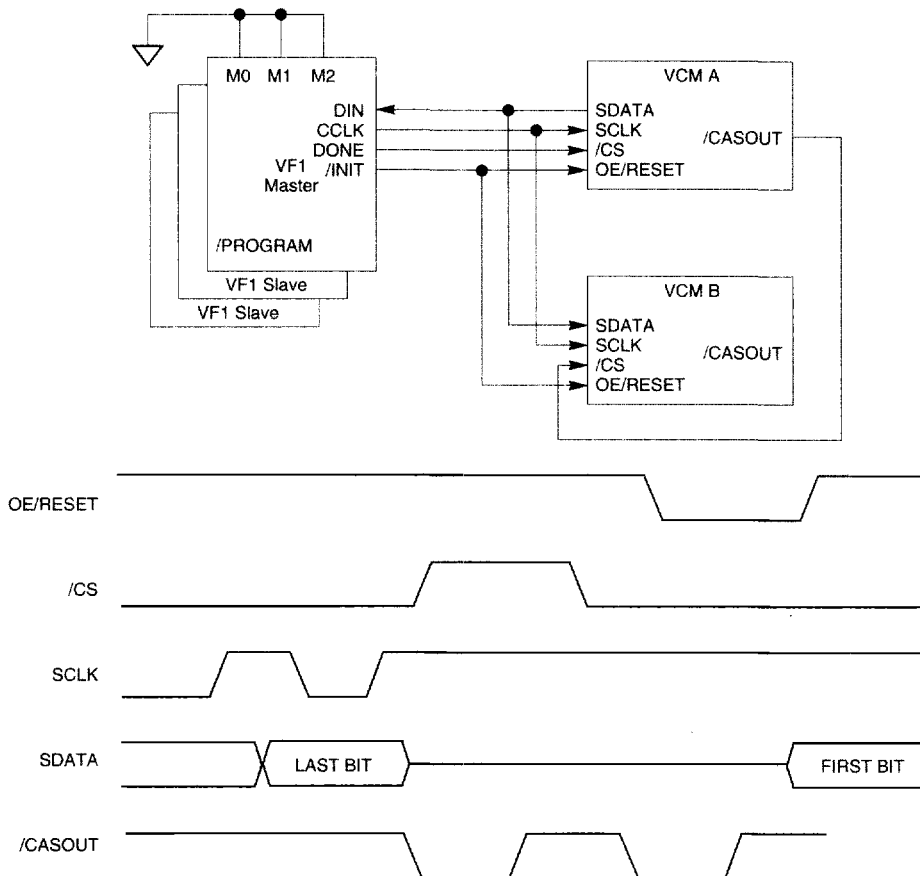 M0 M1 M2
DIN
CCLK
DONE
/INIT
VF1
Master
/PROGRAM
VF1 Slave
VF1 Slave
VCM A
SDATA
SCLK
/CS
OE/RESET
/CASOUT
VCM B
SDATA
SCLK
/CS
OE/RESET
/CASOUT
OE/RESET
/CS
SCLK
SDATA
LAST BIT
FIRST BIT
/CASOUT